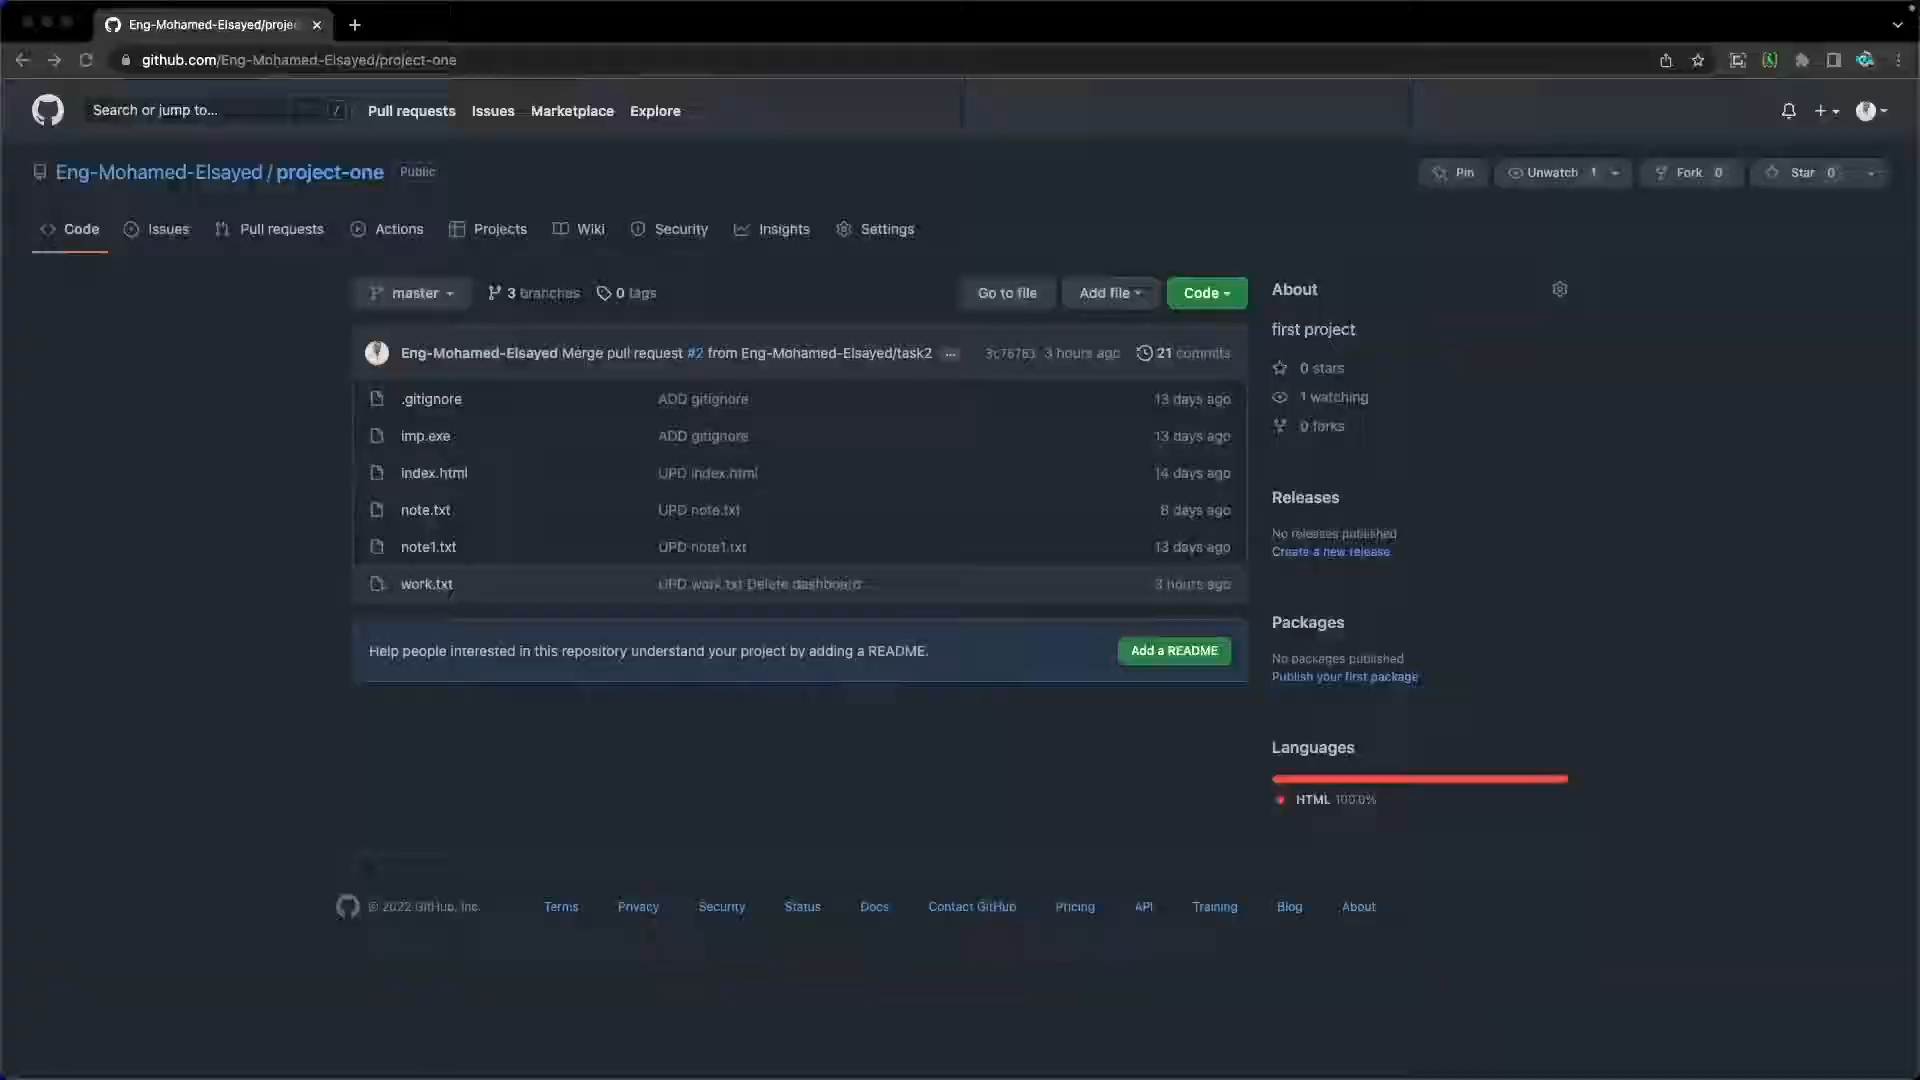 Eng-Mohamed-Elsayed/projec
github.com/Eng-Mohamed-Elsayed/project-one
Search or jump to... / Pull requests Issues Marketplace Explore
Eng-Mohamed-Elsayed / project-one Public
Pin Unwatch 1 Fork 0 Star 0
Code Issues Pull requests Actions Projects Wiki Security Insights Settings
master 3 branches 0 tags Go to file Add file Code
Eng-Mohamed-Elsayed Merge pull request #2 from Eng-Mohamed-Elsayed/task2 ... 3 hours ago 21 commits
.gitignore ADD gitignore 13 days ago
imp.exe ADD gitignore 13 days ago
index.html UPD index.html 14 days ago
note.txt UPD note.txt 8 days ago
note1.txt UPD note1.txt 13 days ago
work.txt UPD work.txt Delete dashboard 3 hours ago
Help people interested in this repository understand your project by adding a README. Add a README
About
first project
0 stars
1 watching
0 forks
Releases
No releases published
Create a new release
Packages
No packages published
Publish your first package
Languages
HTML 100.0%
© 2022 GitHub, Inc. Terms Privacy Security Status Docs Contact GitHub Pricing API Training Blog About